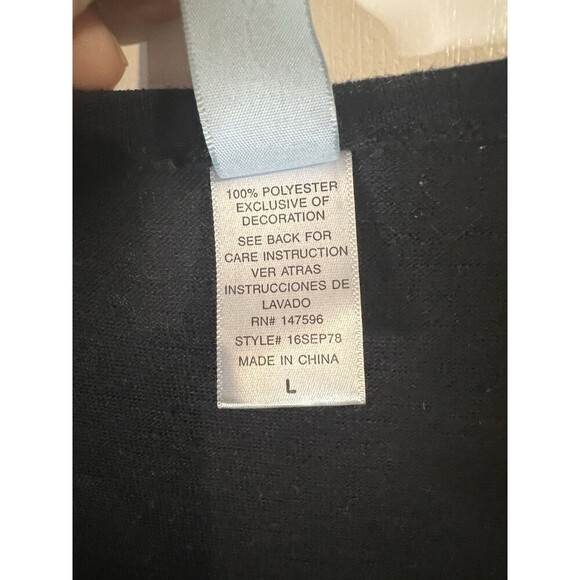 100% POLYESTER
EXCLUSIVE OF
DECORATION
SEE BACK FOR
CARE INSTRUCTION
VER ATRAS
INSTRUCCIONES DE
LAVADO
RN# 147596
STYLE# 16SEP78
MADE IN CHINA
L